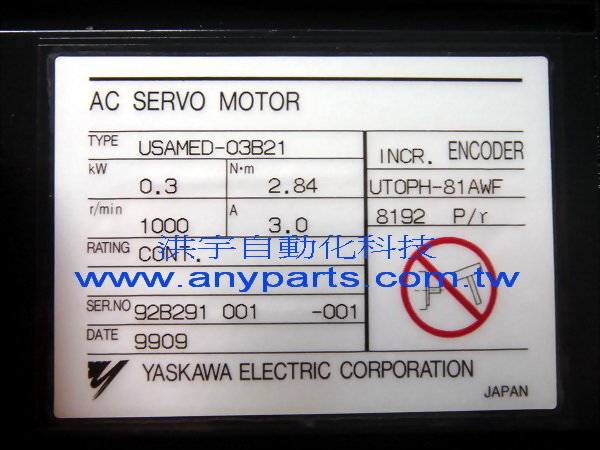 AC SERVO MOTOR
TYPE USAMED-03B21
kW 0.3 N·m 2.84
r/min 1000 A 3.0
RATING CONT.
SER.NO 92B291 001 -001
DATE 9909
INCR. ENCODER
UTOPH-81AWF
8192 P/r
洪宇自動化科技
www.anyparts.com.tw
YASKAWA ELECTRIC CORPORATION
JAPAN